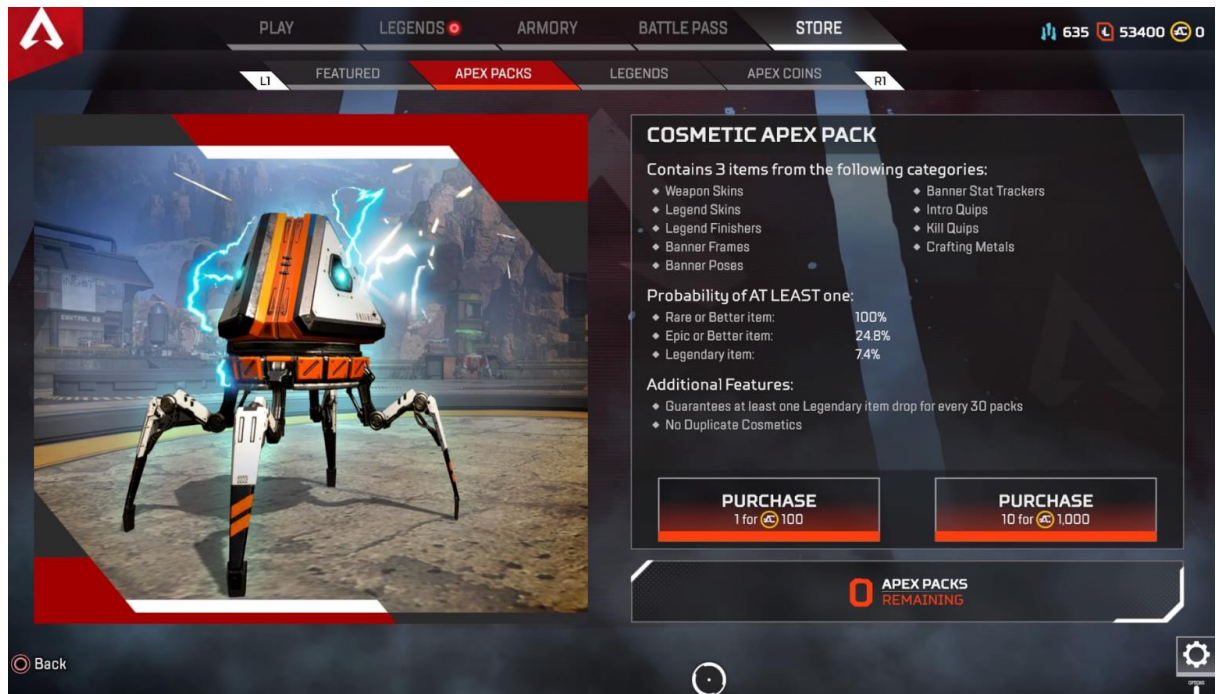 PLAY
LEGENDS
ARMORY
BATTLE PASS
STORE
635
53400
0
L1
FEATURED
APEX PACKS
LEGENDS
APEX COINS
R1
COSMETIC APEX PACK
Contains 3 items from the following categories:
Weapon Skins
Legend Skins
Legend Finishers
Banner Frames
Banner Poses
Banner Stat Trackers
Intro Quips
Kill Quips
Crafting Metals
Probability of AT LEAST one:
Rare or Better item: 100%
Epic or Better item: 24.8%
Legendary item: 7.4%
Additional Features:
Guarantees at least one Legendary item drop for every 30 packs
No Duplicate Cosmetics
PURCHASE
1 for 100
PURCHASE
10 for 1,000
0 APEX PACKS
REMAINING
Back
OPTIONS